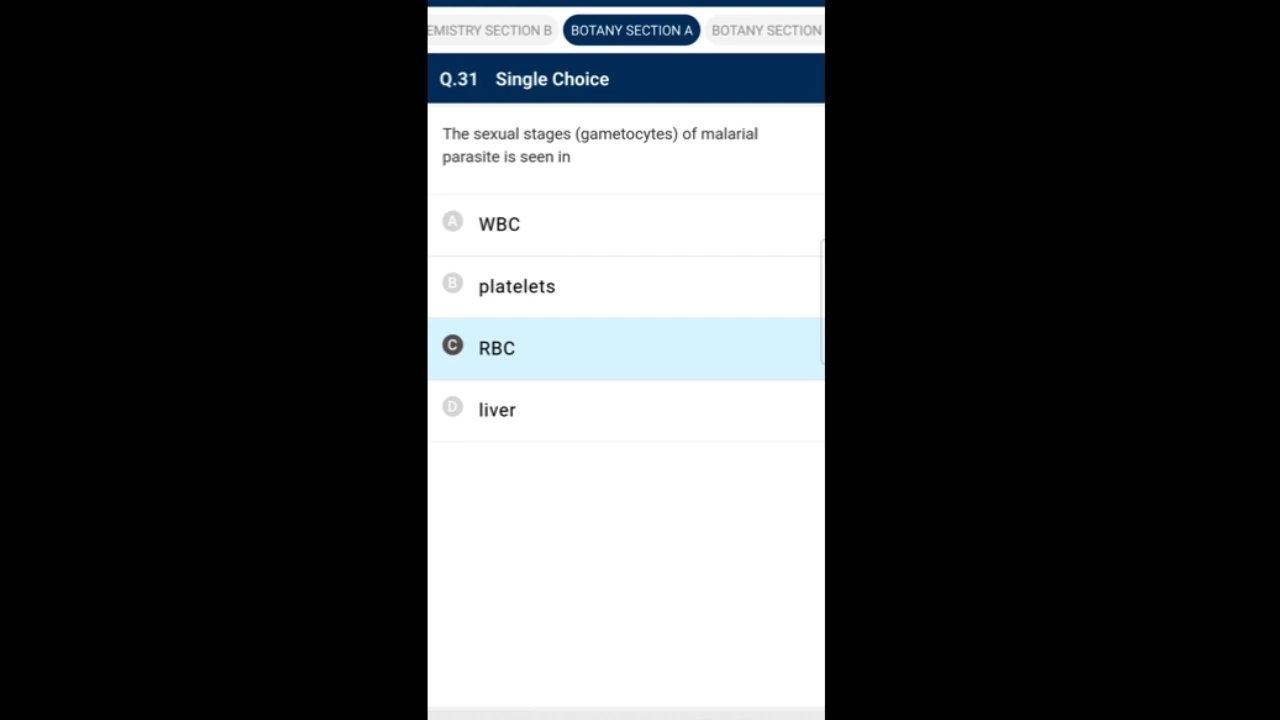 EMISTRY SECTION B BOTANY SECTION A BOTANY SECTION
Q.31 Single Choice
The sexual stages (gametocytes) of malarial
parasite is seen in
A WBC
B platelets
C RBC
D liver